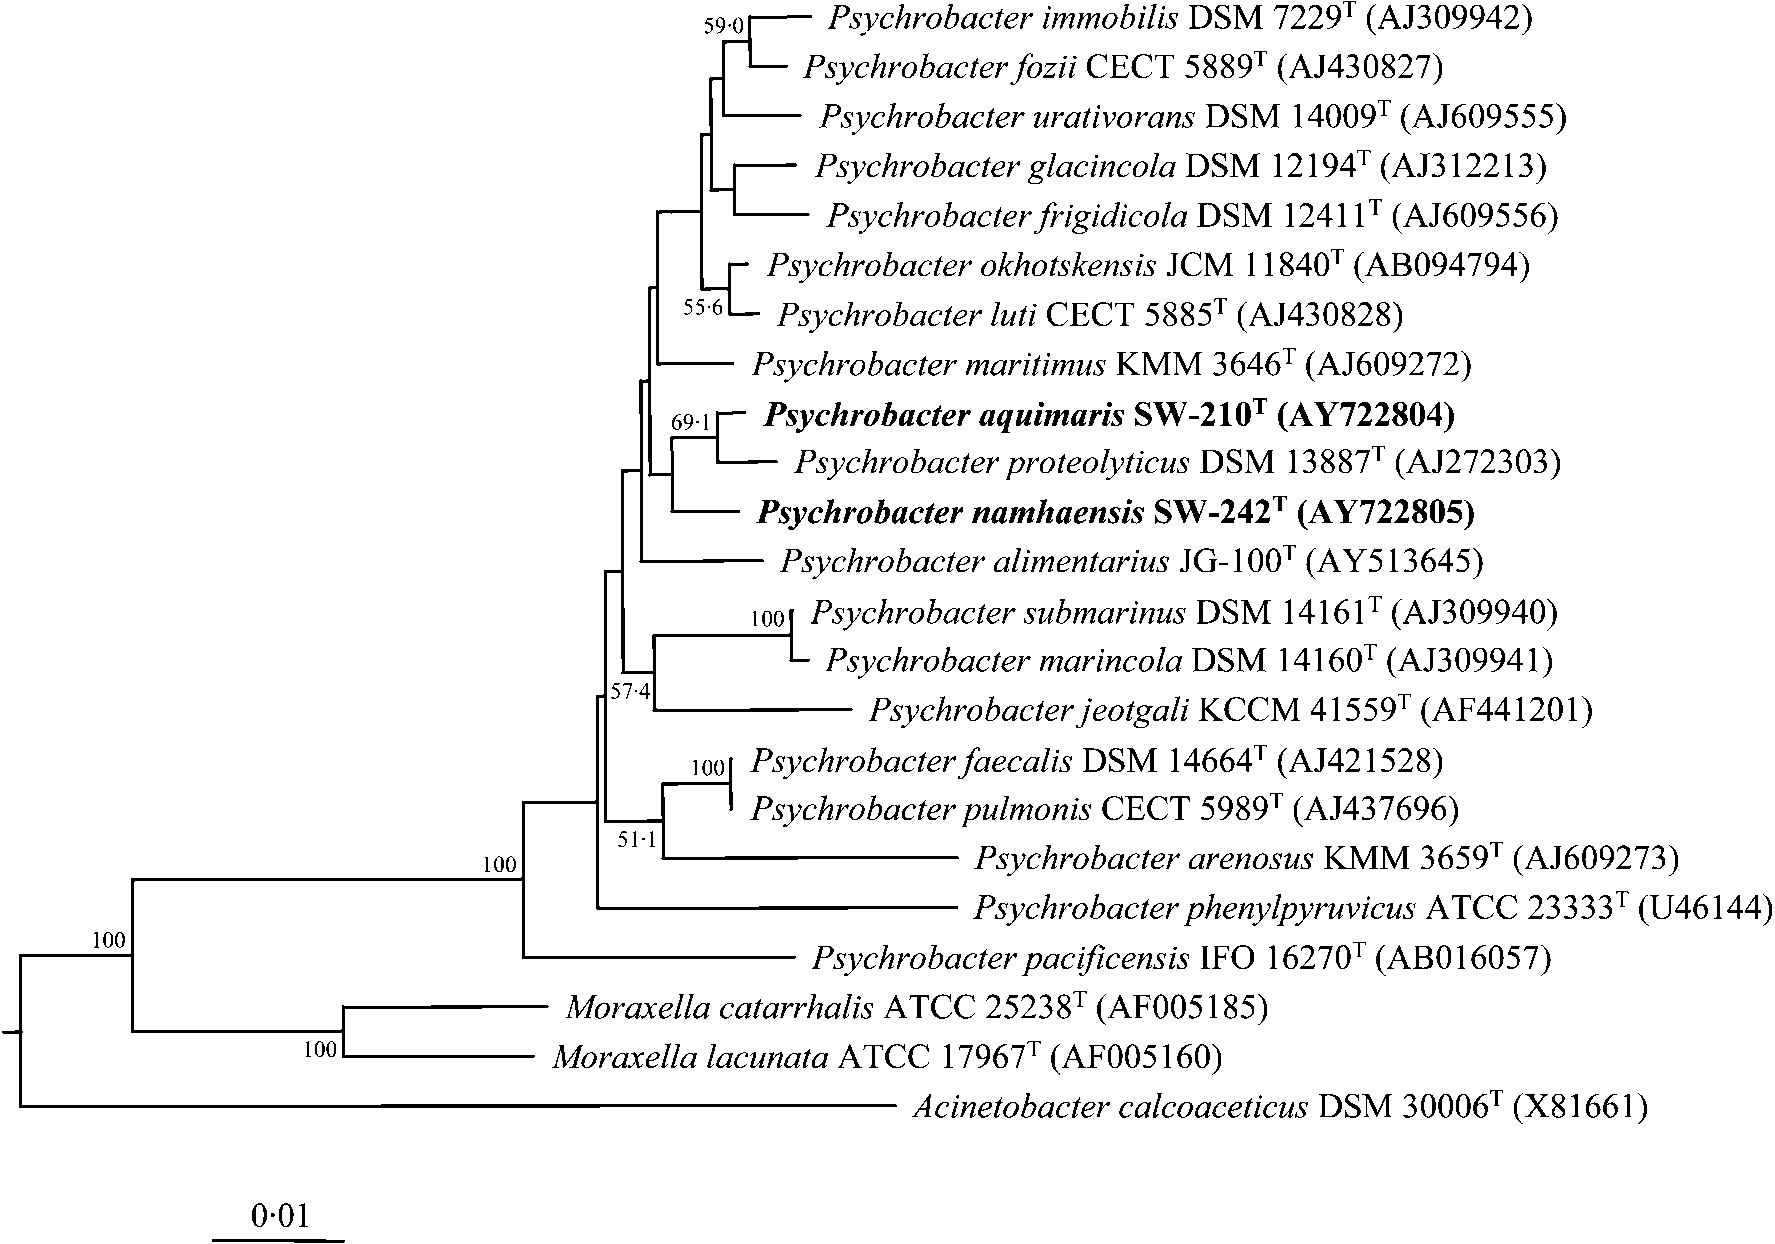 59·0
Psychrobacter immobilis DSM 7229T (AJ309942)
Psychrobacter fozii CECT 5889T (AJ430827)
Psychrobacter urativorans DSM 14009T (AJ609555)
Psychrobacter glacincola DSM 12194T (AJ312213)
Psychrobacter frigidicola DSM 12411T (AJ609556)
Psychrobacter okhotskensis JCM 11840T (AB094794)
55·6
Psychrobacter luti CECT 5885T (AJ430828)
Psychrobacter maritimus KMM 3646T (AJ609272)
69·1
Psychrobacter aquimaris SW-210T (AY722804)
Psychrobacter proteolyticus DSM 13887T (AJ272303)
Psychrobacter namhaensis SW-242T (AY722805)
Psychrobacter alimentarius JG-100T (AY513645)
100
Psychrobacter submarinus DSM 14161T (AJ309940)
Psychrobacter marincola DSM 14160T (AJ309941)
57·4
Psychrobacter jeotgali KCCM 41559T (AF441201)
100
Psychrobacter faecalis DSM 14664T (AJ421528)
Psychrobacter pulmonis CECT 5989T (AJ437696)
51·1
Psychrobacter arenosus KMM 3659T (AJ609273)
100
Psychrobacter phenylpyruvicus ATCC 23333T (U46144)
100
Psychrobacter pacificensis IFO 16270T (AB016057)
Moraxella catarrhalis ATCC 25238T (AF005185)
100
Moraxella lacunata ATCC 17967T (AF005160)
Acinetobacter calcoaceticus DSM 30006T (X81661)
0·01